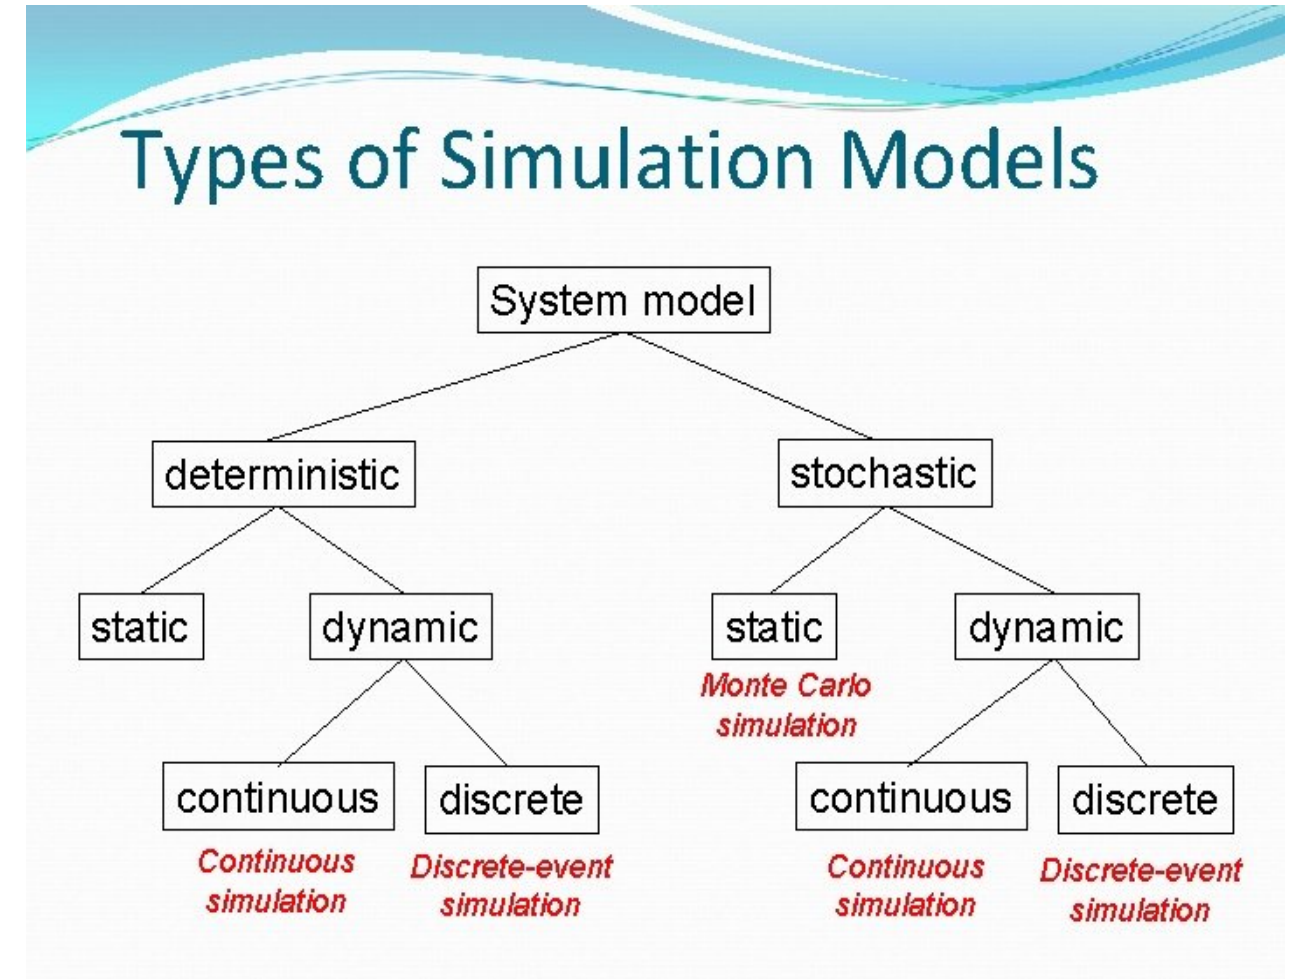 Types of Simulation Models
System model
deterministic
stochastic
static
dynamic
static
dynamic
Monte Carlo
simulation
continuous
discrete
continuous
discrete
Continuous
simulation
Discrete-event
simulation
Continuous
simulation
Discrete-event
simulation